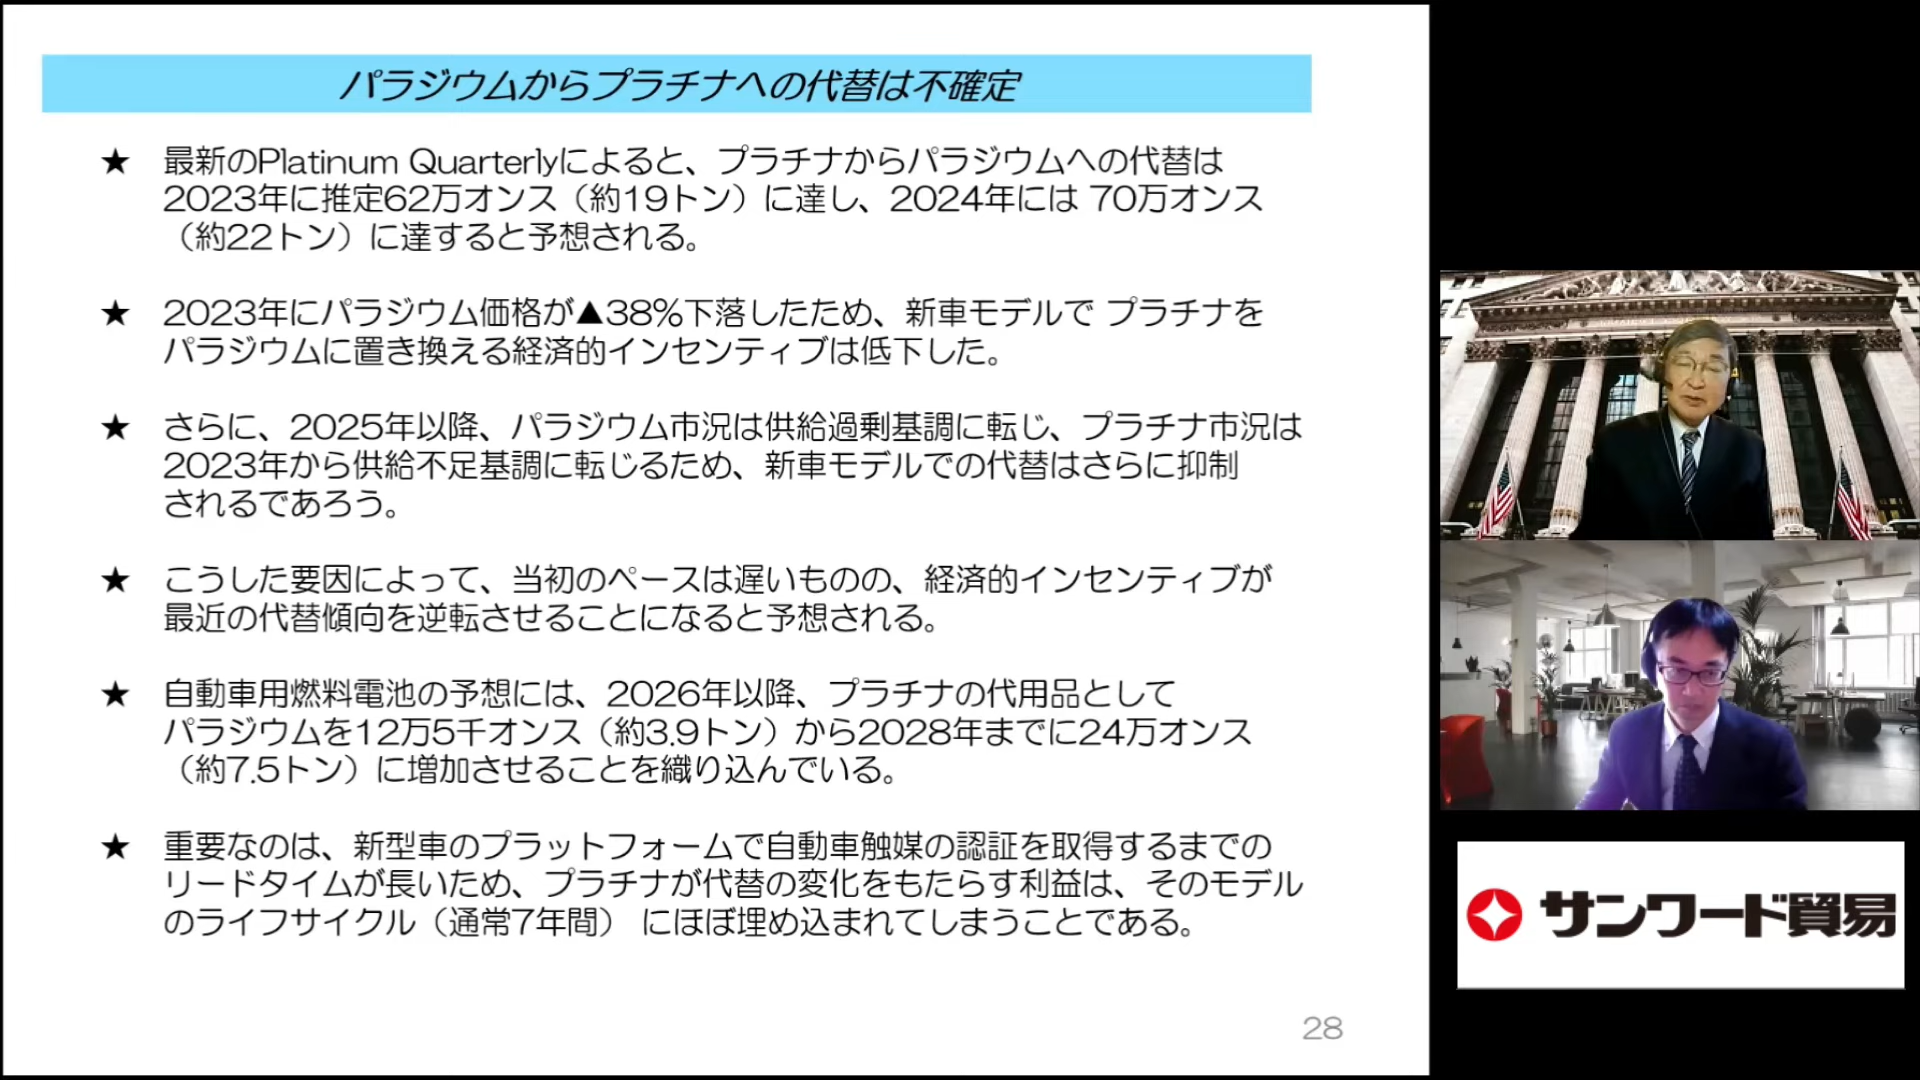 パラジウムからプラチナへの代替は不確定
★ 最新のPlatinum Quarterlyによると、プラチナからパラジウムへの代替は
2023年に推定62万オンス（約19トン）に達し、2024年には 70万オンス
（約22トン）に達すると予想される。
★ 2023年にパラジウム価格が▲38%下落したため、新車モデルで プラチナを
パラジウムに置き換える経済的インセンティブは低下した。
★ さらに、2025年以降、パラジウム市況は供給過剰基調に転じ、プラチナ市況は
2023年から供給不足基調に転じるため、新車モデルでの代替はさらに抑制
されるであろう。
★ こうした要因によって、当初のペースは遅いものの、経済的インセンティブが
最近の代替傾向を逆転させることになると予想される。
★ 自動車用燃料電池の予想には、2026年以降、プラチナの代用品として
パラジウムを12万5千オンス（約3.9トン）から2028年までに24万オンス
（約7.5トン）に増加させることを織り込んでいる。
★ 重要なのは、新型車のプラットフォームで自動車触媒の認証を取得するまでの
リードタイムが長いため、プラチナが代替の変化をもたらす利益は、そのモデル
のライフサイクル（通常7年間） にほぼ埋め込まれてしまうことである。
28
サンワード貿易